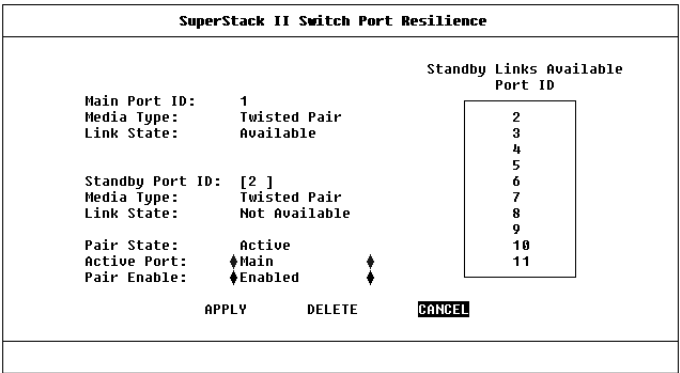 SuperStack II Switch Port Resilience
Standby Links Available
Port ID
Main Port ID: 1
Media Type: Twisted Pair
Link State: Available
Standby Port ID: [2 ]
Media Type: Twisted Pair
Link State: Not Available
Pair State: Active
Active Port: ♦Main ♦
Pair Enable: ♦Enabled ♦
2
3
4
5
6
7
8
9
10
11
APPLY DELETE CANCEL